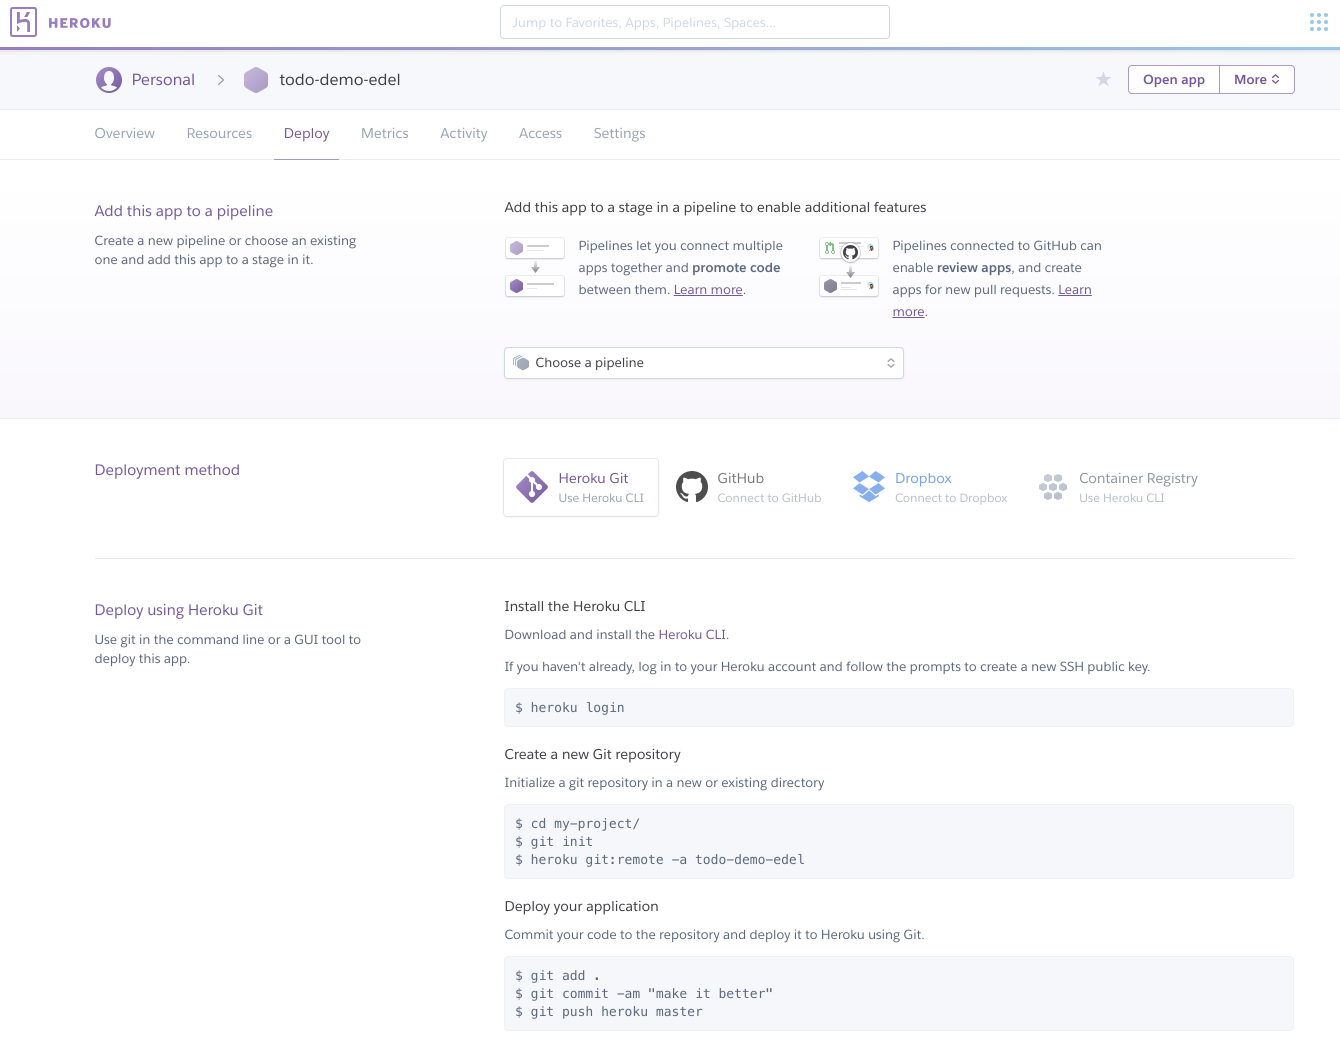 HEROKU
Jump to Favorites, Apps, Pipelines, Spaces...
Personal
todo-demo-edel
Open app
More
Overview
Resources
Deploy
Metrics
Activity
Access
Settings
Add this app to a pipeline
Create a new pipeline or choose an existing
one and add this app to a stage in it.
Add this app to a stage in a pipeline to enable additional features
Pipelines let you connect multiple
apps together and promote code
between them. Learn more.
Pipelines connected to GitHub can
enable review apps, and create
apps for new pull requests. Learn
more.
Choose a pipeline
Deployment method
Heroku Git
Use Heroku CLI
GitHub
Connect to GitHub
Dropbox
Connect to Dropbox
Container Registry
Use Heroku CLI
Deploy using Heroku Git
Use git in the command line or a GUI tool to
deploy this app.
Install the Heroku CLI
Download and install the Heroku CLI.
If you haven't already, log in to your Heroku account and follow the prompts to create a new SSH public key.
$ heroku login
Create a new Git repository
Initialize a git repository in a new or existing directory
$ cd my-project/
$ git init
$ heroku git:remote -a todo-demo-edel
Deploy your application
Commit your code to the repository and deploy it to Heroku using Git.
$ git add .
$ git commit -am "make it better"
$ git push heroku master